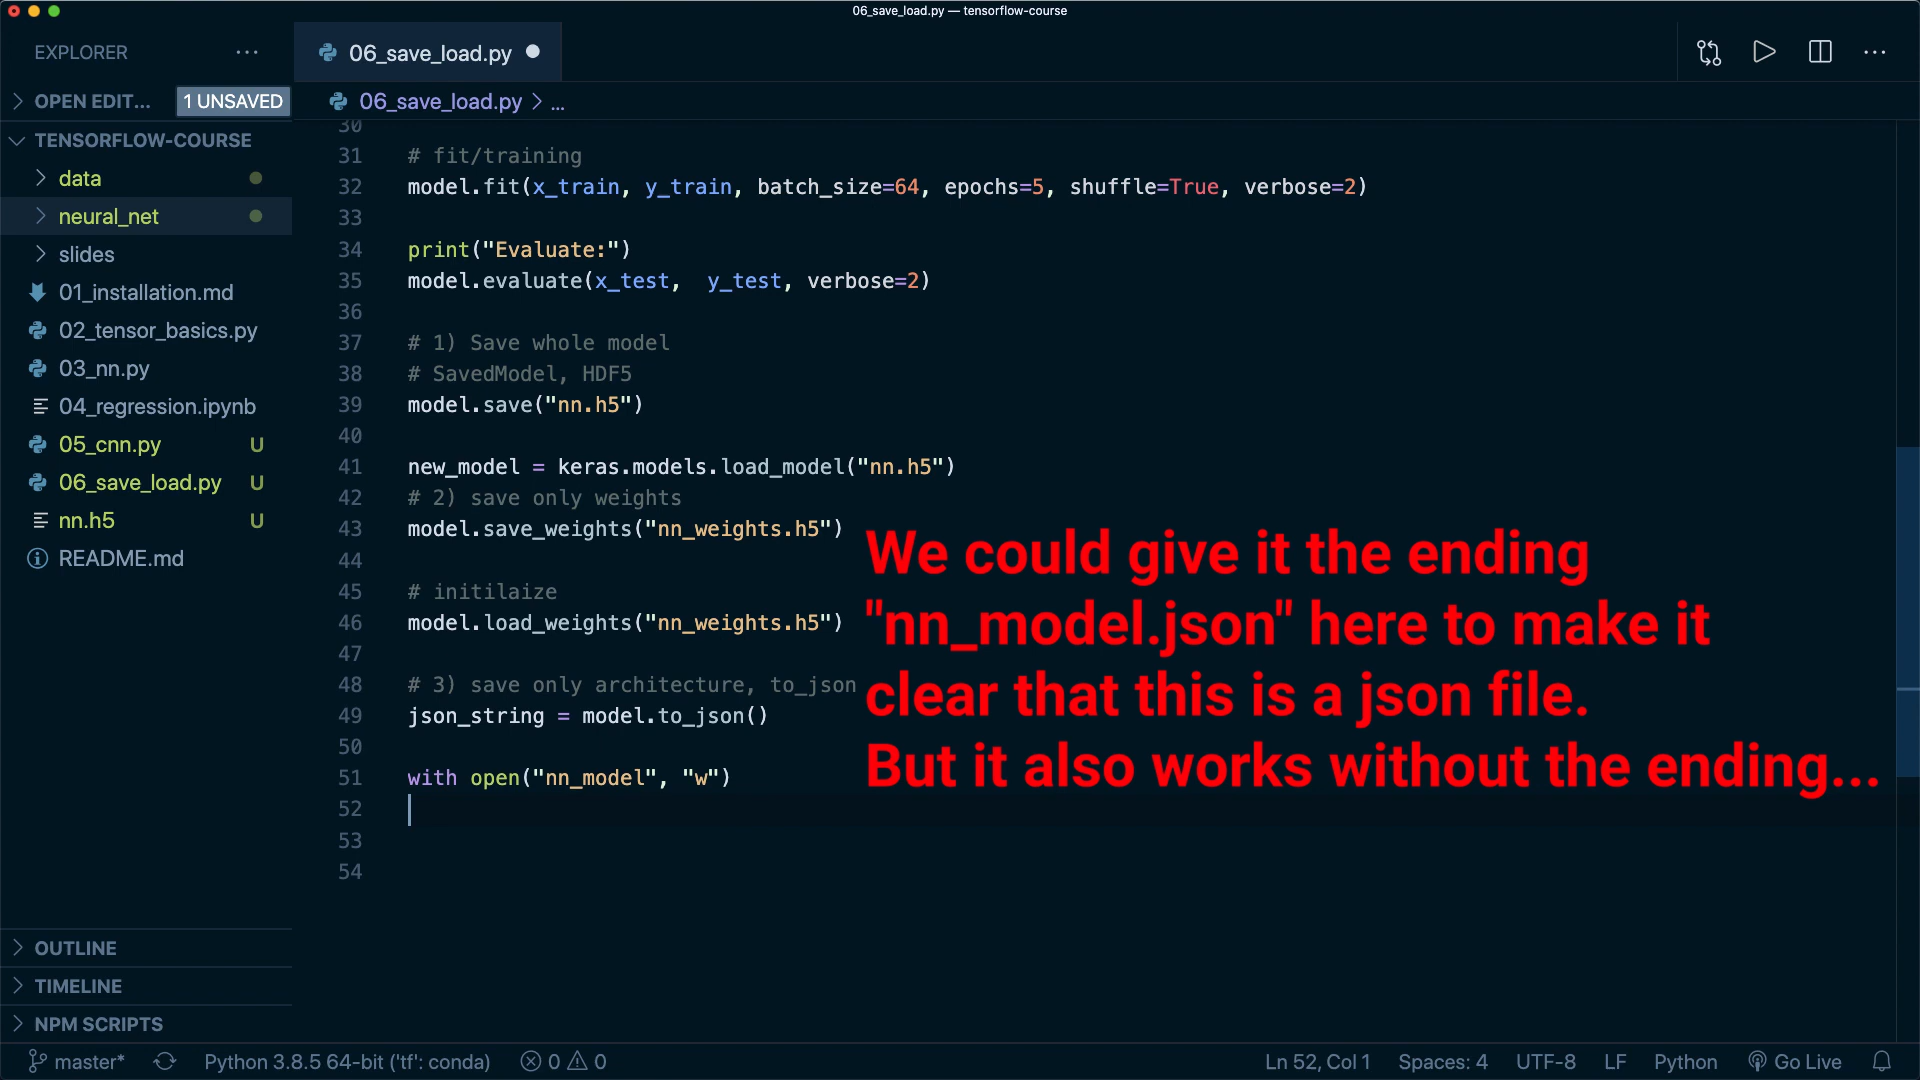 06_save_load.py — tensorflow-course
EXPLORER
06_save_load.py
OPEN EDIT... 1 UNSAVED
06_save_load.py > ...
TENSORFLOW-COURSE
data
neural_net
slides
01_installation.md
02_tensor_basics.py
03_nn.py
04_regression.ipynb
05_cnn.py U
06_save_load.py U
nn.h5 U
README.md
OUTLINE
TIMELINE
NPM SCRIPTS
30
31 # fit/training
32 model.fit(x_train, y_train, batch_size=64, epochs=5, shuffle=True, verbose=2)
33
34 print("Evaluate:")
35 model.evaluate(x_test,  y_test, verbose=2)
36
37 # 1) Save whole model
38 # SavedModel, HDF5
39 model.save("nn.h5")
40
41 new_model = keras.models.load_model("nn.h5")
42 # 2) save only weights
43 model.save_weights("nn_weights.h5")
44
45 # initilaize
46 model.load_weights("nn_weights.h5")
47
48 # 3) save only architecture, to_json
49 json_string = model.to_json()
50
51 with open("nn_model", "w")
52
53
54
We could give it the ending
"nn_model.json" here to make it
clear that this is a json file.
But it also works without the ending...
master* Python 3.8.5 64-bit ('tf': conda) 0 0 Ln 52, Col 1 Spaces: 4 UTF-8 LF Python Go Live